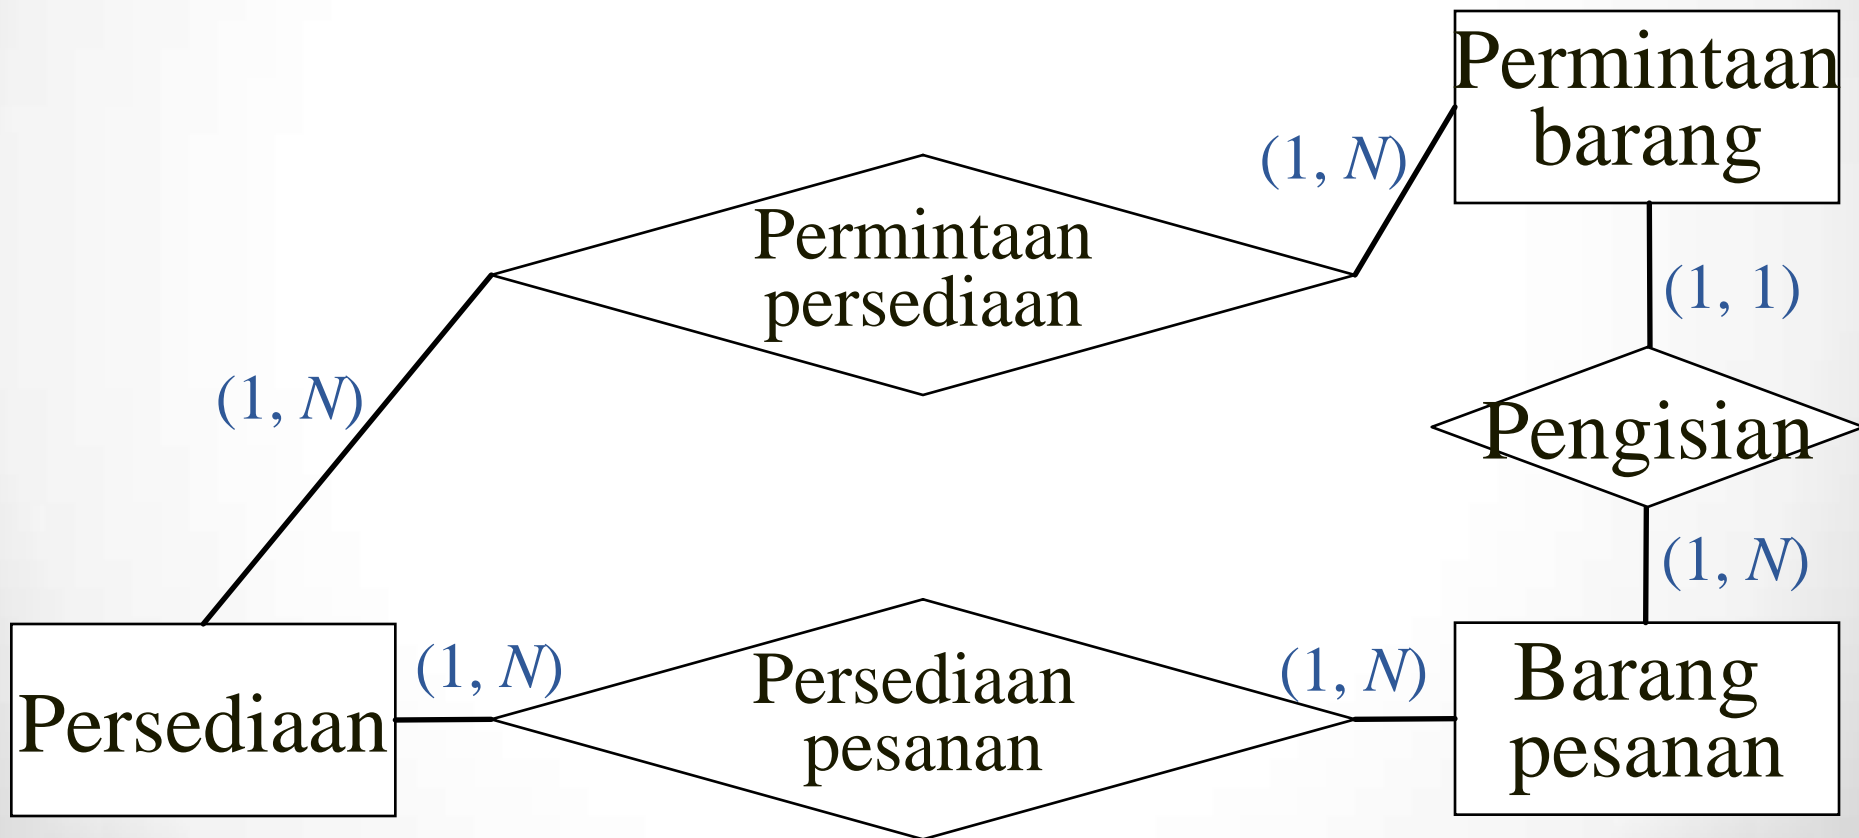 Permintaan
barang
(1, N)
Permintaan
persediaan
(1, 1)
(1, N)
Pengisian
(1, N)
Persediaan
(1, N)
Persediaan
pesanan
(1, N)
Barang
pesanan